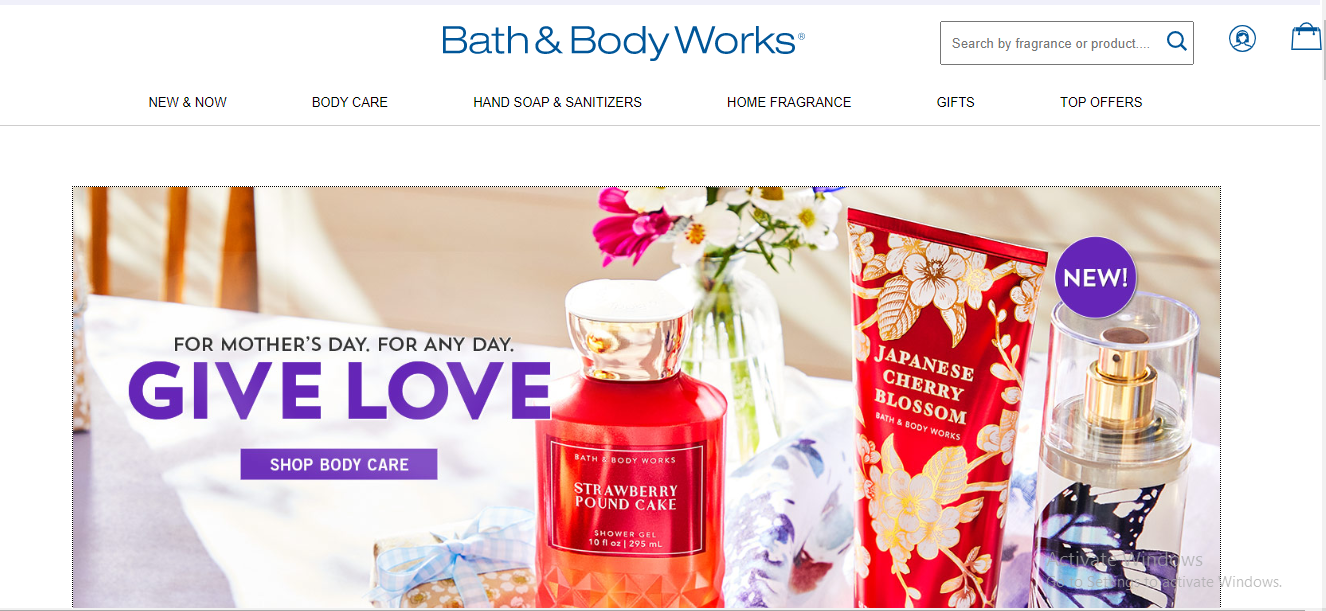 Bath & Body Works®
Search by fragrance or product....
NEW & NOW
BODY CARE
HAND SOAP & SANITIZERS
HOME FRAGRANCE
GIFTS
TOP OFFERS
FOR MOTHER'S DAY. FOR ANY DAY.
GIVE LOVE
SHOP BODY CARE
BATH & BODY WORKS
STRAWBERRY
POUND CAKE
SHOWER GEL
10 fl oz | 295 mL
JAPANESE
CHERRY
BLOSSOM
BATH & BODY WORKS
NEW!
Activate Windows
Go to Settings to activate Windows.